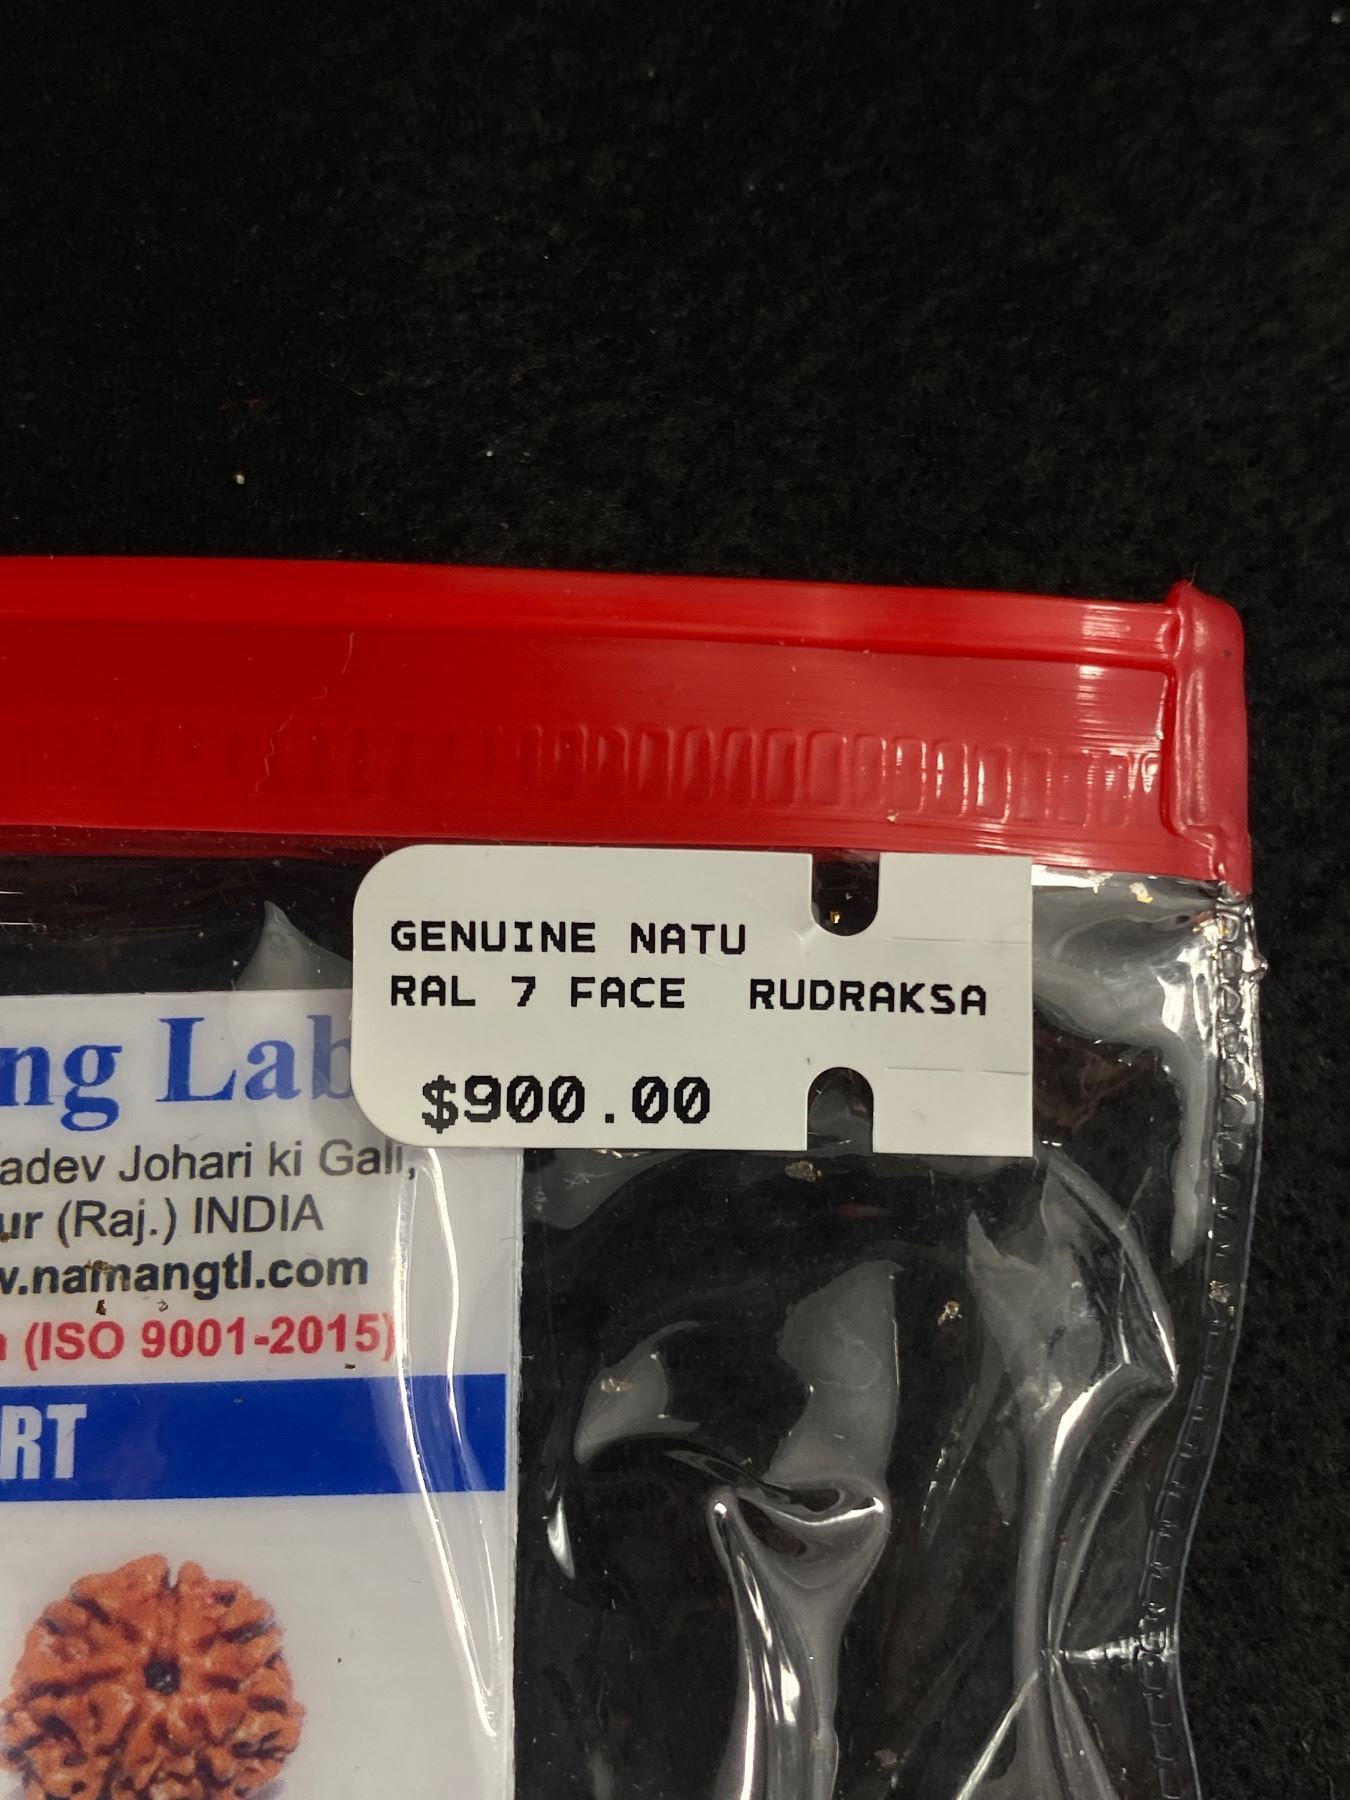 GENUINE NATU
RAL 7 FACE RUDRAKSA
$900.00
ng Lab
adev Johari ki Gali,
ur (Raj.) INDIA
w.namangtl.com
(ISO 9001-2015)
RT